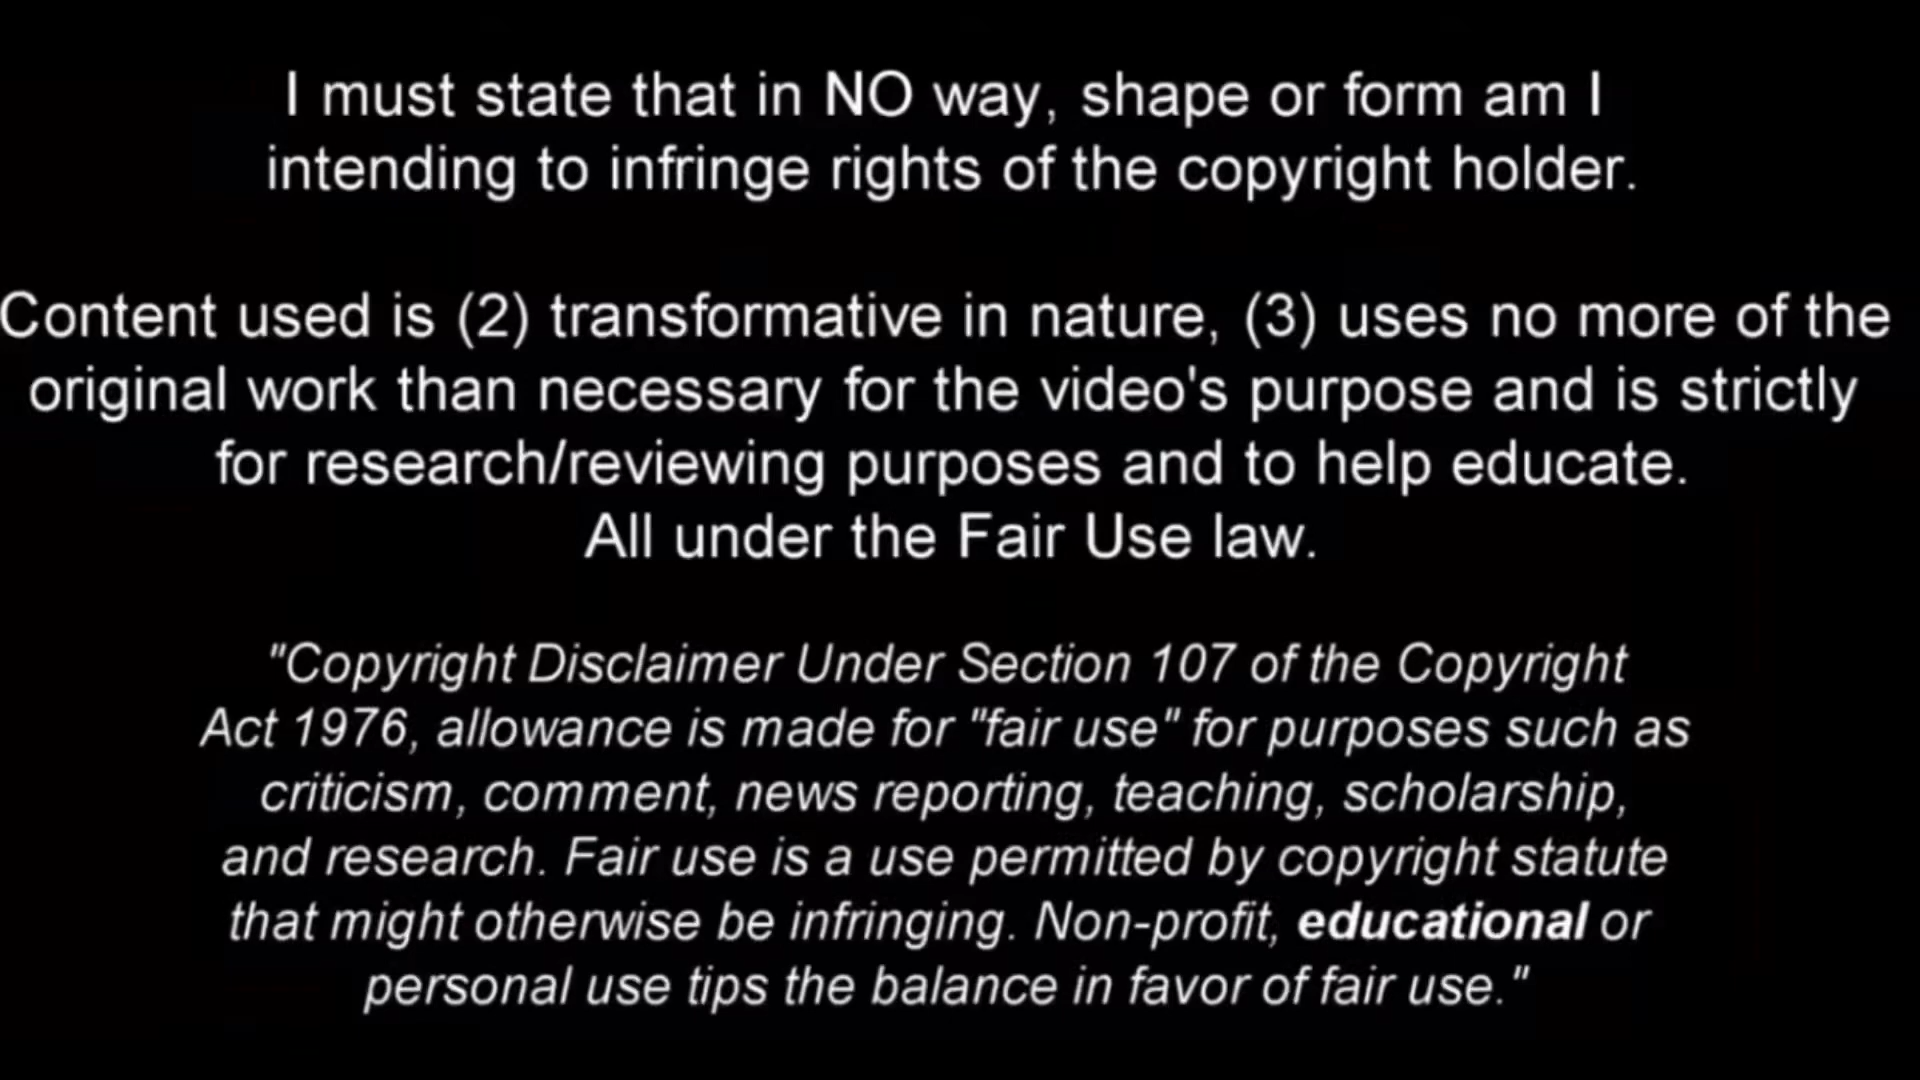 I must state that in NO way, shape or form am I
intending to infringe rights of the copyright holder.
Content used is (2) transformative in nature, (3) uses no more of the
original work than necessary for the video's purpose and is strictly
for research/reviewing purposes and to help educate.
All under the Fair Use law.
"Copyright Disclaimer Under Section 107 of the Copyright
Act 1976, allowance is made for "fair use" for purposes such as
criticism, comment, news reporting, teaching, scholarship,
and research. Fair use is a use permitted by copyright statute
that might otherwise be infringing. Non-profit, educational or
personal use tips the balance in favor of fair use."